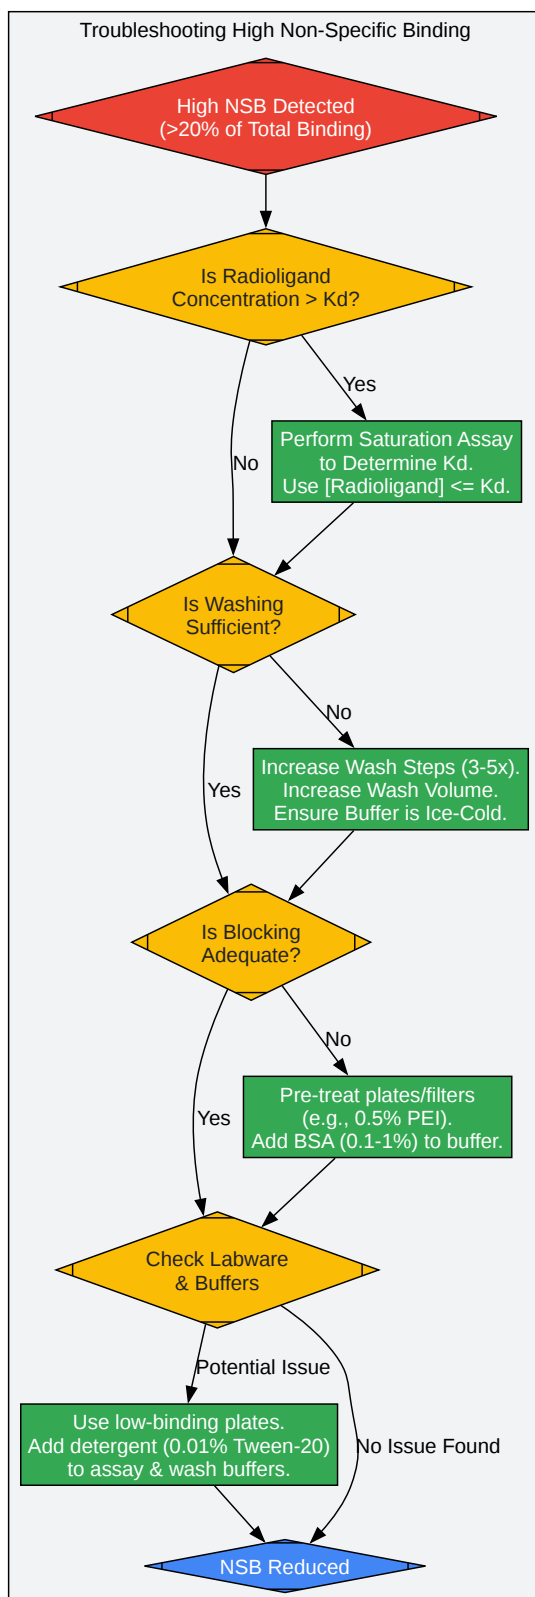 Troubleshooting High Non-Specific Binding
High NSB Detected
(>20% of Total Binding)
Is Radioligand
Concentration > Kd?
Yes
No
Perform Saturation Assay
to Determine Kd.
Use [Radioligand] <= Kd.
Is Washing
Sufficient?
No
Yes
Increase Wash Steps (3-5x).
Increase Wash Volume.
Ensure Buffer is Ice-Cold.
Is Blocking
Adequate?
No
Yes
Pre-treat plates/filters
(e.g., 0.5% PEI).
Add BSA (0.1-1%) to buffer.
Check Labware
& Buffers
Potential Issue
No Issue Found
Use low-binding plates.
Add detergent (0.01% Tween-20)
to assay & wash buffers.
NSB Reduced